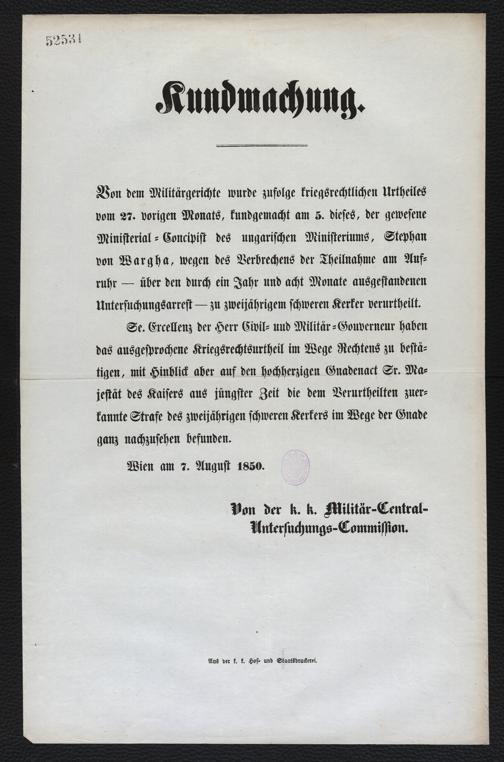 52531
Kundmachung.
Von dem Militärgerichte wurde zufolge kriegsrechtlichen Urtheiles
vom 27. vorigen Monats, kundgemacht am 5. dieses, der gewesene
Ministerial-Concipist des ungarischen Ministeriums, Stephan
von Wargha, wegen des Verbrechens der Theilnahme am Auf-
ruhr — über den durch ein Jahr und acht Monate ausgestandenen
Untersuchungsarrest — zu zweijährigem schweren Kerker verurtheilt.
Se. Excellenz der Herr Civil- und Militär-Gouverneur haben
das ausgesprochene Kriegsrechtsurtheil im Wege Rechtens zu bestä-
tigen, mit Hinblick aber auf den hochherzigen Gnadenact Sr. Ma-
jestät des Kaisers aus jüngster Zeit die dem Verurtheilten zuer-
kannte Strafe des zweijährigen schweren Kerkers im Wege der Gnade
ganz nachzusehen befunden.
Wien am 7. August 1850.
Von der k. k. Militär-Central-
Untersuchungs-Commission.
Aus der k. k. Hof- und Staatsdruckerei.